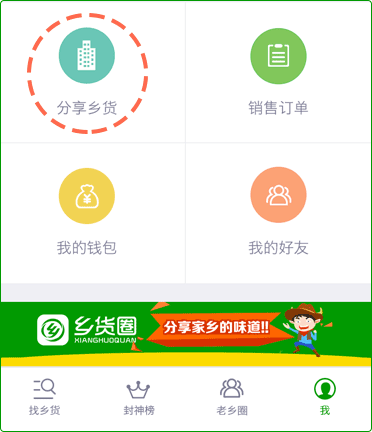 分享乡货
销售订单
我的钱包
我的好友
乡货圈
XIANGHUOQUAN
分享家乡的味道!!
找乡货
封神榜
老乡圈
我